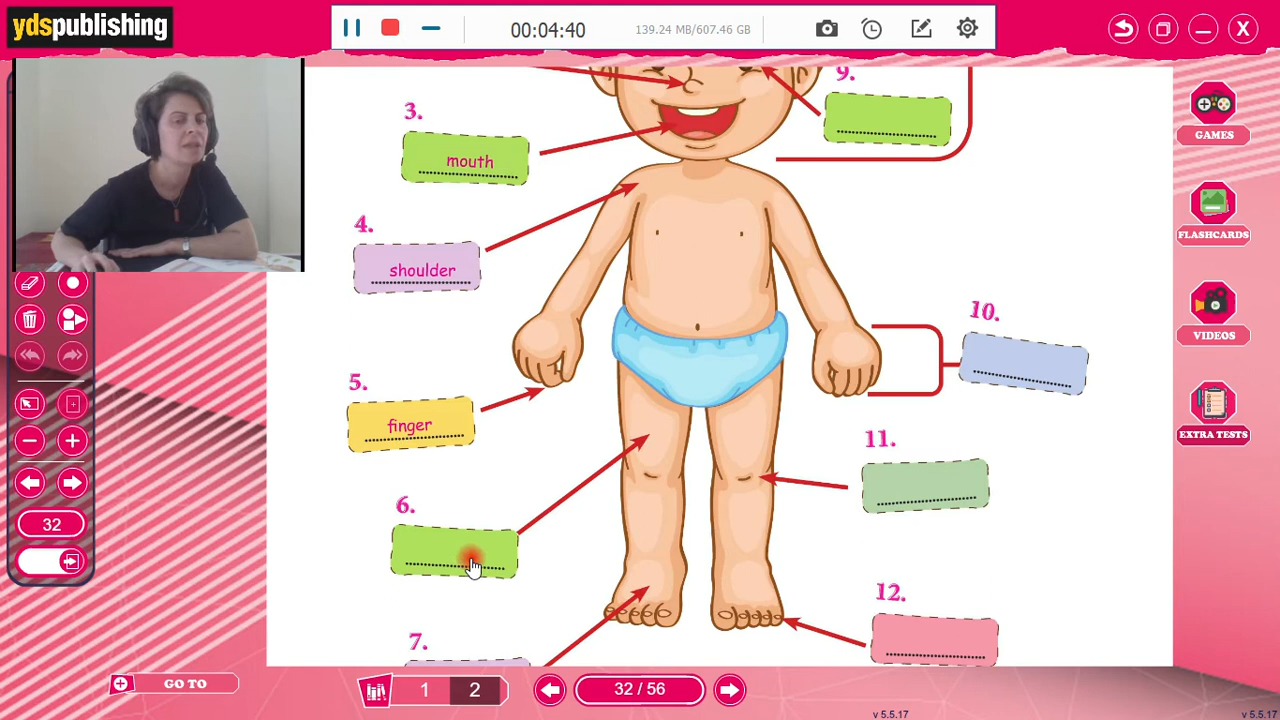 ydspublishing
00:04:40
139.24 MB/607.46 GB
3.
mouth
9.
4.
shoulder
10.
5.
finger
11.
6.
12.
7.
GAMES
FLASHCARDS
VIDEOS
EXTRA TESTS
32
GO TO
1 2
32 / 56
v 5.5.17
v 5.5.17